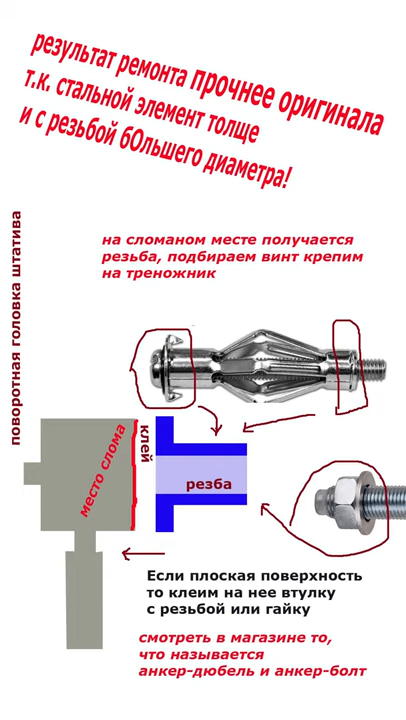 результат ремонта прочнее оригинала
т.к. стальной элемент толще
и с резьбой бОльшего диаметра!
на сломаном месте получается
резьба, подбираем винт крепим
на треножник
поворотная головка штатива
место слома
клей
резба
Если плоская поверхность
то клеим на нее втулку
с резьбой или гайку
смотреть в магазине то,
что называется
анкер-дюбель и анкер-болт